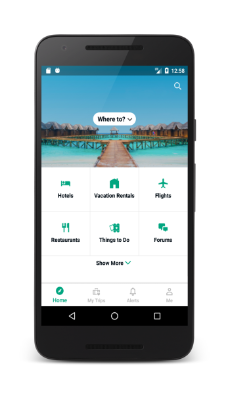 12:58
Where to?
Hotels Vacation Rentals Flights
Restaurants Things to Do Forums
Show More
Home My Trips Alerts Me